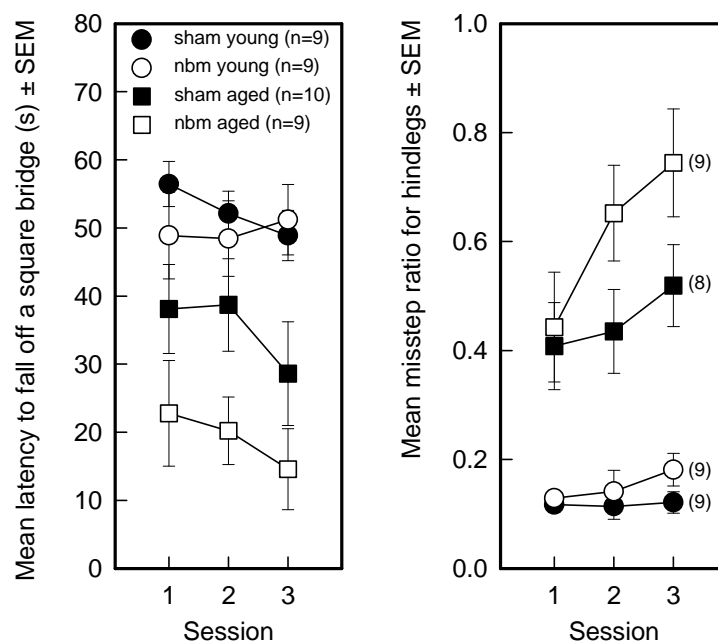 Mean latency to fall off a square bridge (s) ± SEM
80
70
60
50
40
30
20
10
0
sham young (n=9)
nbm young (n=9)
sham aged (n=10)
nbm aged (n=9)
1 2 3
Session
Mean misstep ratio for hindlegs ± SEM
1.0
0.8
0.6
0.4
0.2
0.0
(9)
(8)
(9)
(9)
1 2 3
Session